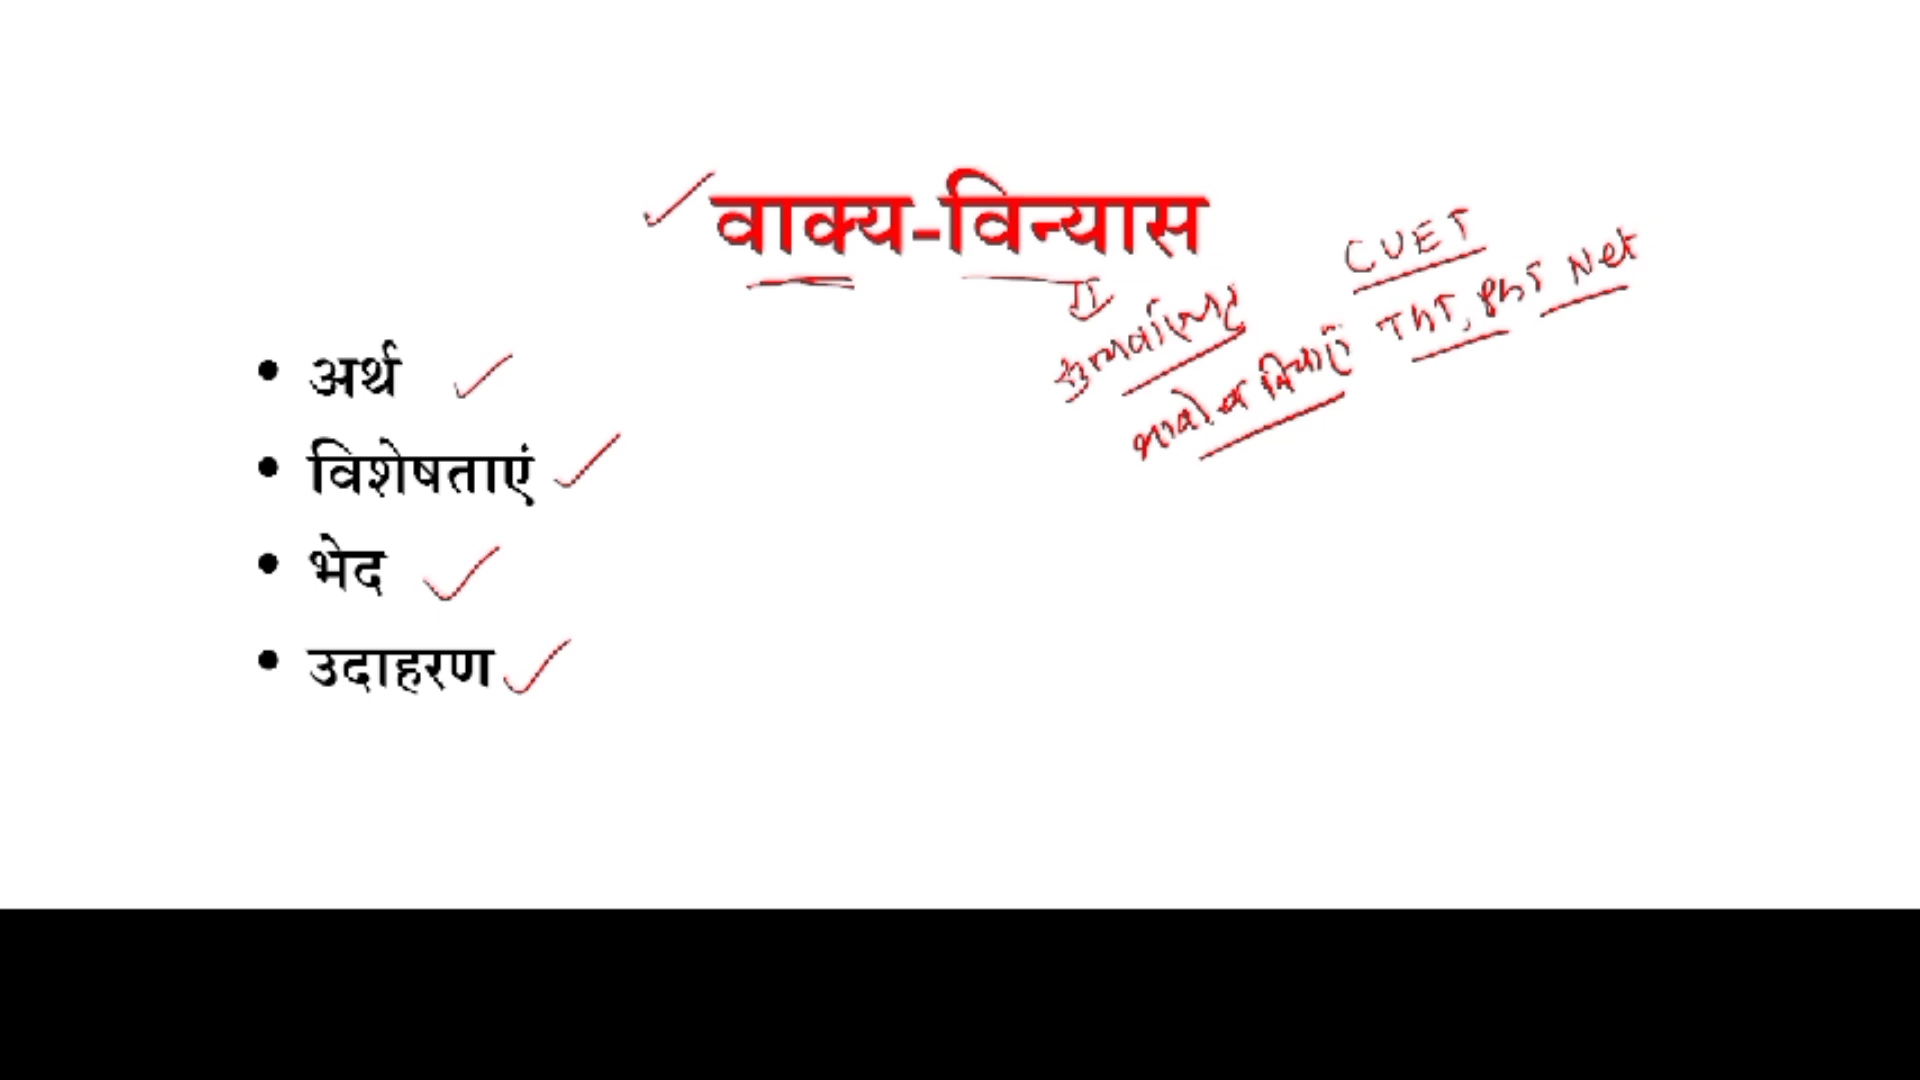 वाक्य-विन्यास
CUET
TGT, PGT Net
• अर्थ
• विशेषताएं
• भेद
• उदाहरण